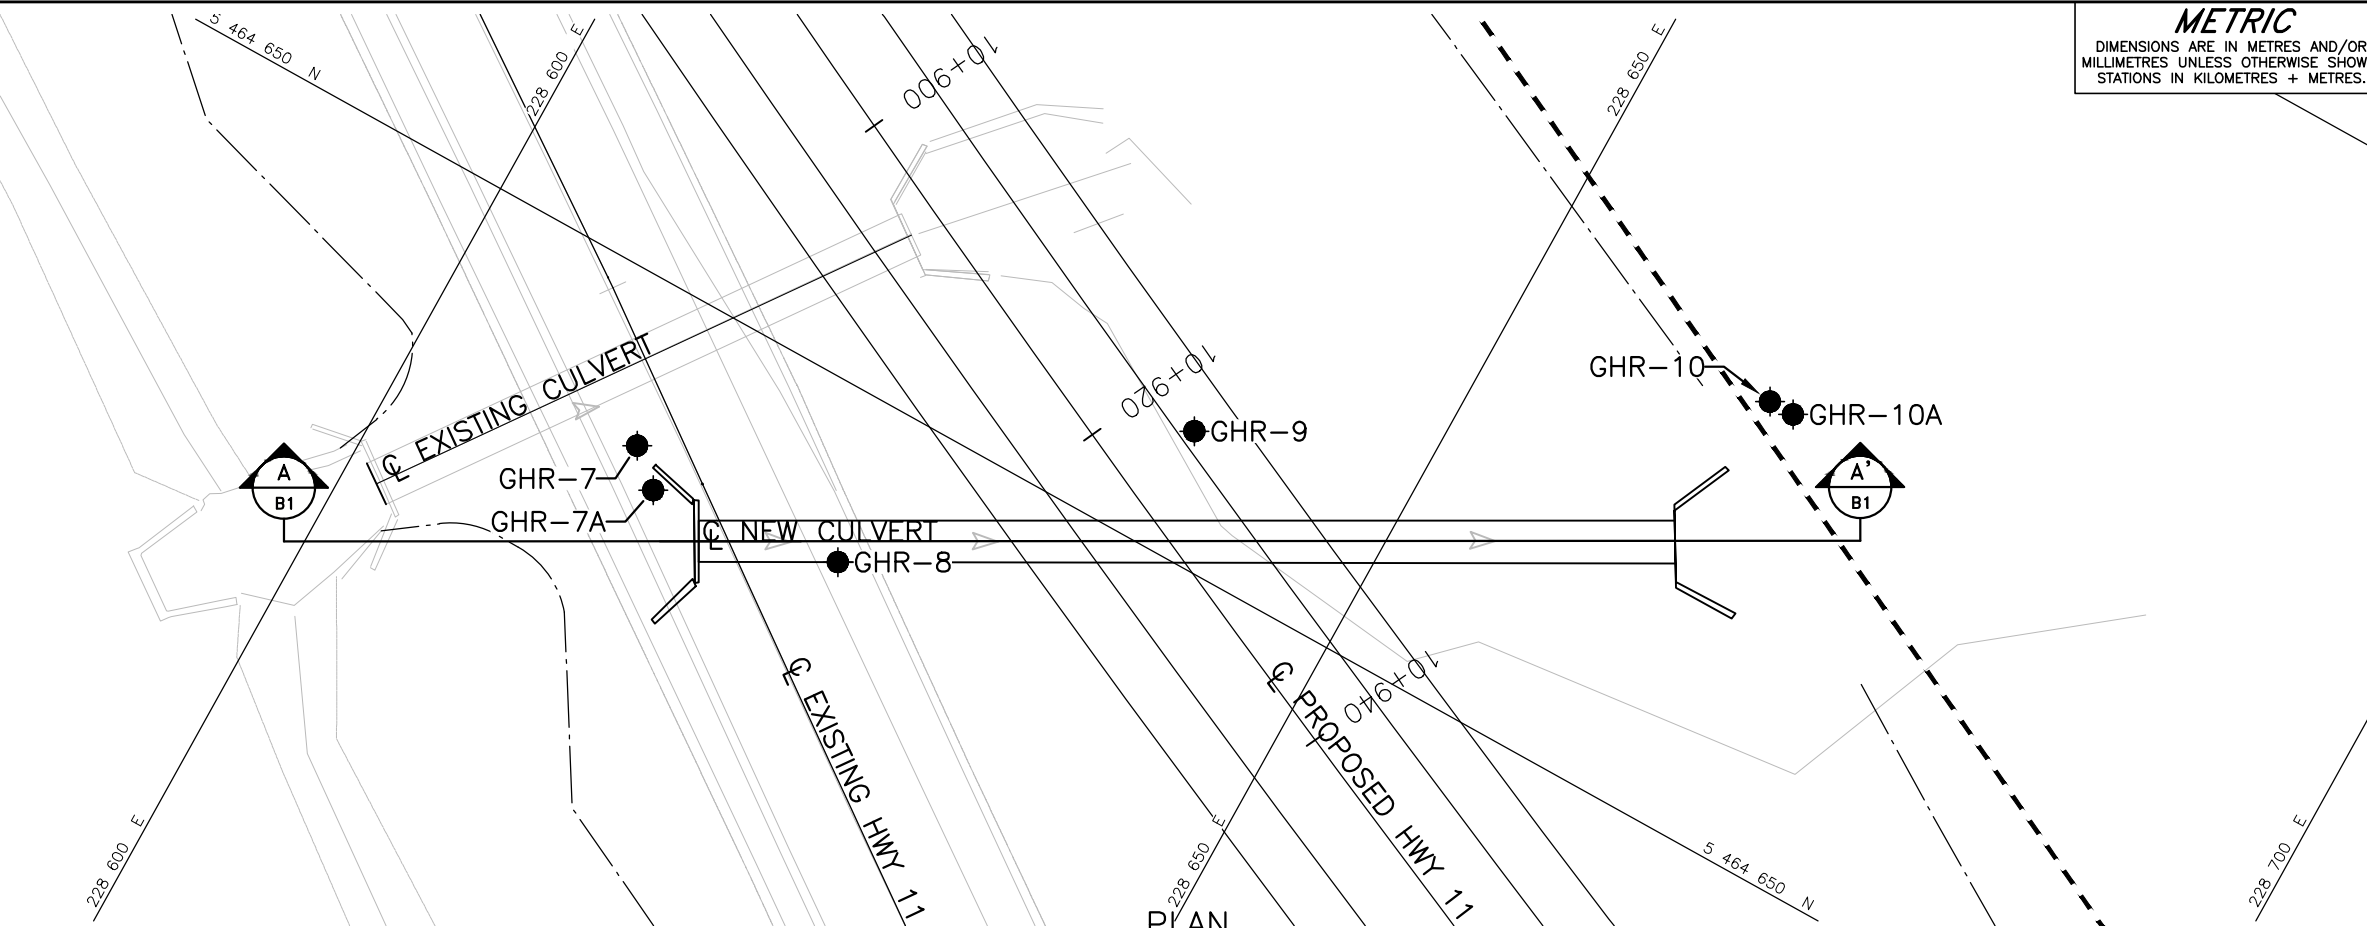 METRIC
DIMENSIONS ARE IN METRES AND/OR
MILLIMETRES UNLESS OTHERWISE SHOW
STATIONS IN KILOMETRES + METRES.
5 464 650 N
228 600 E
10+900
228 650 E
℄ EXISTING CULVERT
10+920
GHR-10
GHR-10A
GHR-9
GHR-7
GHR-7A
A
B1
A'
B1
℄ NEW CULVERT
GHR-8
℄ EXISTING HWY 11
℄ PROPOSED HWY 11
10+940
228 600 E
228 650 E
5 464 650 N
228 700 E
PLAN